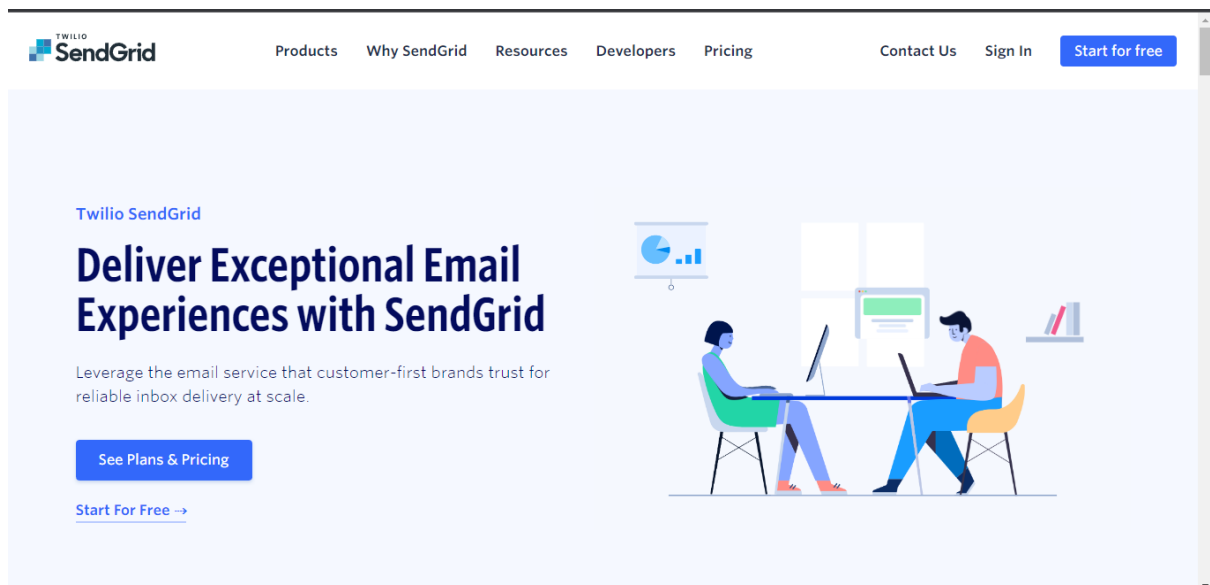 TWILIO
SendGrid
Products Why SendGrid Resources Developers Pricing Contact Us Sign In Start for free
Twilio SendGrid
Deliver Exceptional Email
Experiences with SendGrid
Leverage the email service that customer-first brands trust for
reliable inbox delivery at scale.
See Plans & Pricing
Start For Free →